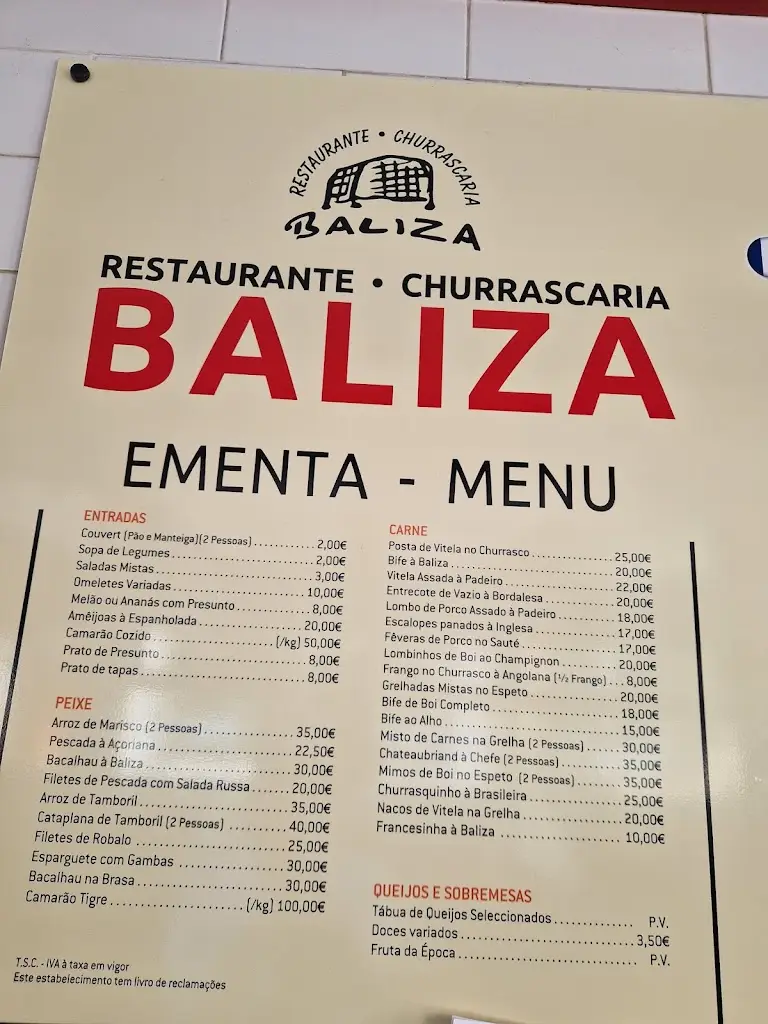 RESTAURANTE • CHURRASCARIA
BALIZA
RESTAURANTE • CHURRASCARIA
BALIZA
EMENTA - MENU
ENTRADAS
Couvert (Pão e Manteiga)(2 Pessoas) ............ 2,00€
Sopa de Legumes ............ 2,00€
Saladas Mistas ............ 3,00€
Omeletes Variadas ............ 10,00€
Melão ou Ananás com Presunto ............ 8,00€
Amêijoas à Espanholada ............ 20,00€
Camarão Cozido ............ (/kg) 50,00€
Prato de Presunto ............ 8,00€
Prato de tapas ............ 8,00€
PEIXE
Arroz de Marisco (2 Pessoas) ............ 35,00€
Pescada à Açoriana ............ 22,50€
Bacalhau à Baliza ............ 30,00€
Filetes de Pescada com Salada Russa ............ 20,00€
Arroz de Tamboril ............ 35,00€
Cataplana de Tamboril (2 Pessoas) ............ 40,00€
Filetes de Robalo ............ 25,00€
Esparguete com Gambas ............ 30,00€
Bacalhau na Brasa ............ 30,00€
Camarão Tigre ............ (/kg) 100,00€
T.S.C. - IVA à taxa em vigor
Este estabelecimento tem livro de reclamações
CARNE
Posta de Vitela no Churrasco ............ 25,00€
Bife à Baliza ............ 20,00€
Vitela Assada à Padeiro ............ 22,00€
Entrecote de Vazio à Bordalesa ............ 20,00€
Lombo de Porco Assado à Padeiro ............ 18,00€
Escalopes panados à Inglesa ............ 17,00€
Fêveras de Porco no Sauté ............ 17,00€
Lombinhos de Boi ao Champignon ............ 20,00€
Frango no Churrasco à Angolana (½ Frango) ... 8,00€
Grelhadas Mistas no Espeto ............ 20,00€
Bife de Boi Completo ............ 18,00€
Bife ao Alho ............ 15,00€
Misto de Carnes na Grelha (2 Pessoas) ...... 30,00€
Chateaubriand à Chefe (2 Pessoas) ............ 35,00€
Mimos de Boi no Espeto (2 Pessoas) ............ 35,00€
Churrasquinho à Brasileira ............ 25,00€
Nacos de Vitela na Grelha ............ 20,00€
Francesinha à Baliza ............ 10,00€
QUEIJOS E SOBREMESAS
Tábua de Queijos Seleccionados ............ P.V.
Doces variados ............ 3,50€
Fruta da Época ............ P.V.